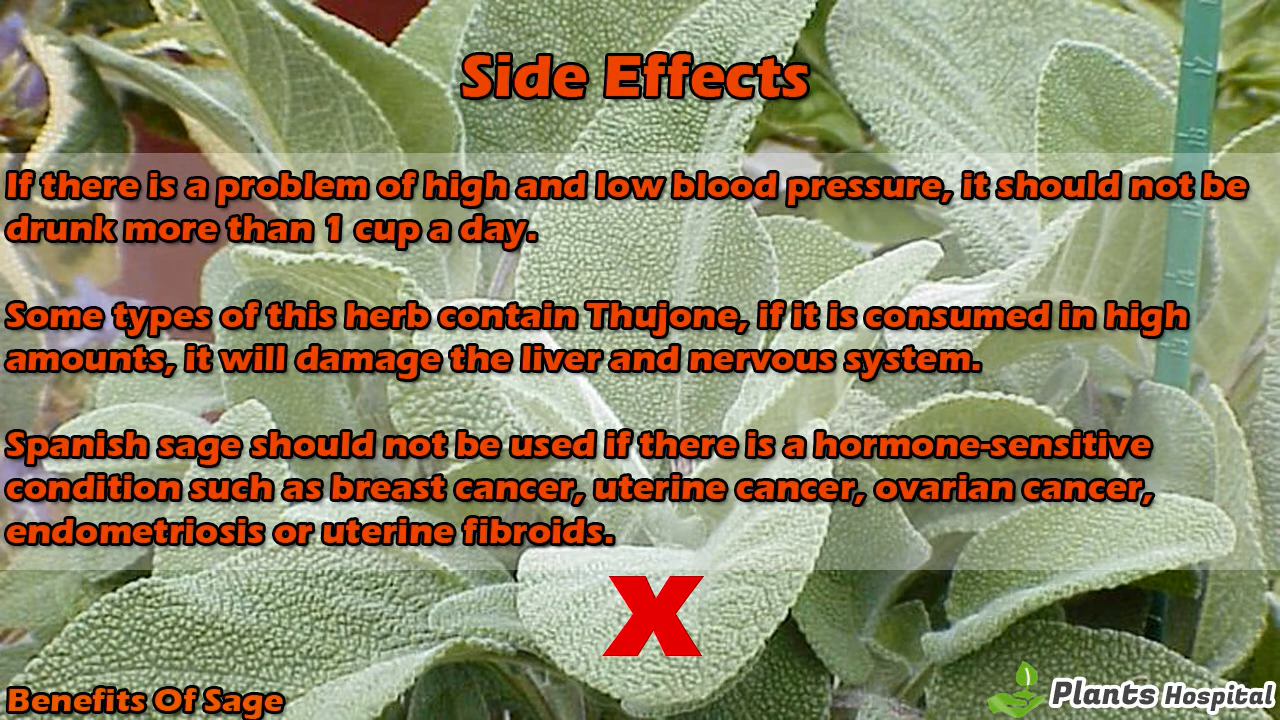 Side Effects
If there is a problem of high and low blood pressure, it should not be
drunk more than 1 cup a day.
Some types of this herb contain Thujone, if it is consumed in high
amounts, it will damage the liver and nervous system.
Spanish sage should not be used if there is a hormone-sensitive
condition such as breast cancer, uterine cancer, ovarian cancer,
endometriosis or uterine fibroids.
X
Benefits Of Sage
Plants Hospital